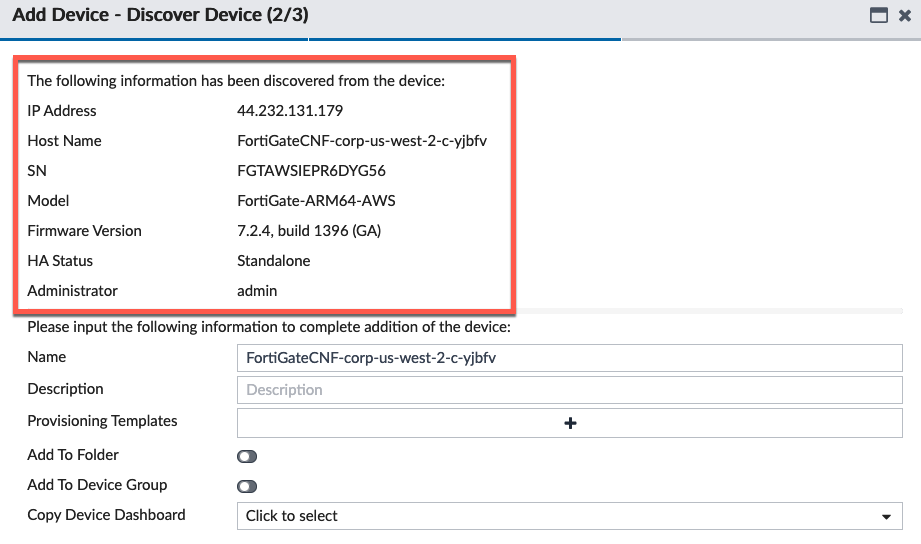 Add Device - Discover Device (2/3)
The following information has been discovered from the device:
IP Address 44.232.131.179
Host Name FortiGateCNF-corp-us-west-2-c-yjbfv
SN FGTAWSIEPR6DYG56
Model FortiGate-ARM64-AWS
Firmware Version 7.2.4, build 1396 (GA)
HA Status Standalone
Administrator admin
Please input the following information to complete addition of the device:
Name FortiGateCNF-corp-us-west-2-c-yjbfv
Description Description
Provisioning Templates
Add To Folder
Add To Device Group
Copy Device Dashboard Click to select